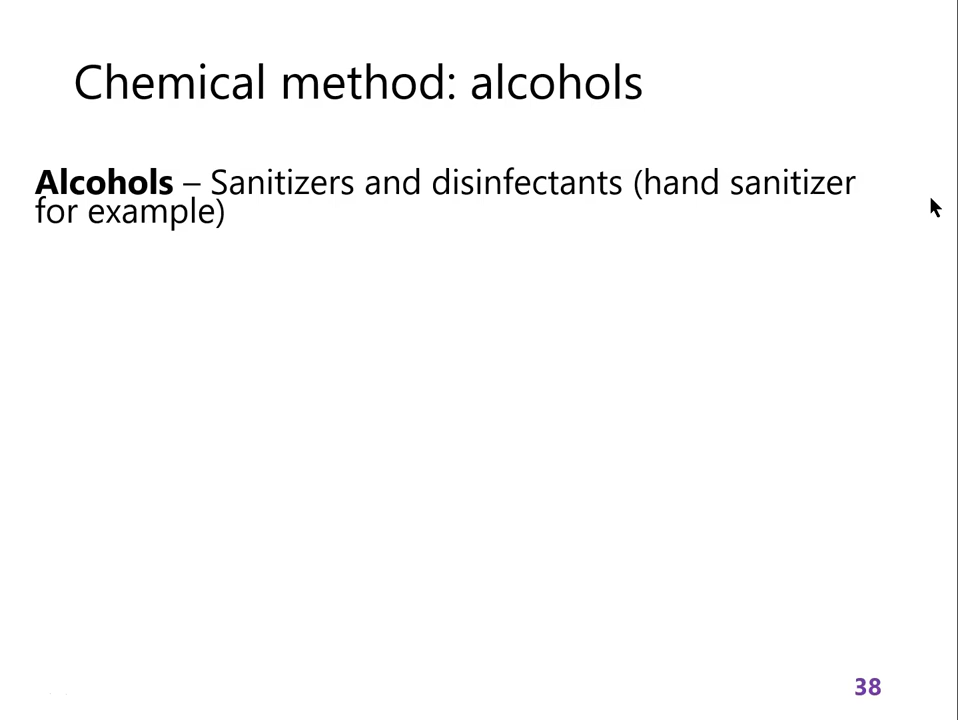 Chemical method: alcohols
Alcohols – Sanitizers and disinfectants (hand sanitizer
for example)
38